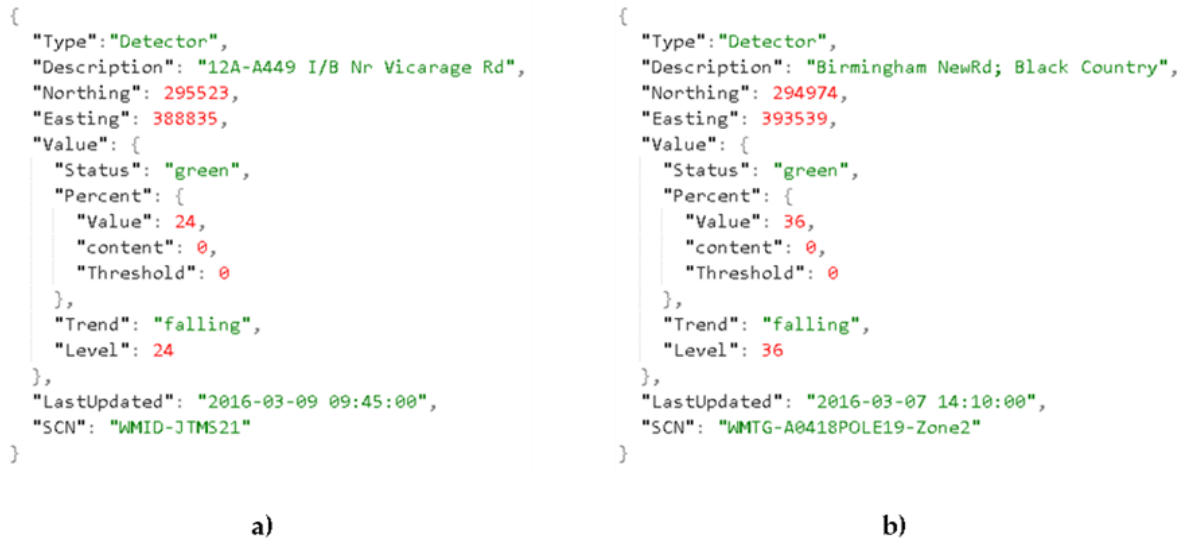 {
"Type":"Detector",
"Description": "12A-A449 I/B Nr Vicarage Rd",
"Northing": 295523,
"Easting": 388835,
"Value": {
"Status": "green",
"Percent": {
"Value": 24,
"content": 0,
"Threshold": 0
},
"Trend": "falling",
"Level": 24
},
"LastUpdated": "2016-03-09 09:45:00",
"SCN": "WMID-JTMS21"
}
a)
{
"Type":"Detector",
"Description": "Birmingham NewRd; Black Country",
"Northing": 294974,
"Easting": 393539,
"Value": {
"Status": "green",
"Percent": {
"Value": 36,
"content": 0,
"Threshold": 0
},
"Trend": "falling",
"Level": 36
},
"LastUpdated": "2016-03-07 14:10:00",
"SCN": "WMTG-A0418POLE19-Zone2"
}
b)